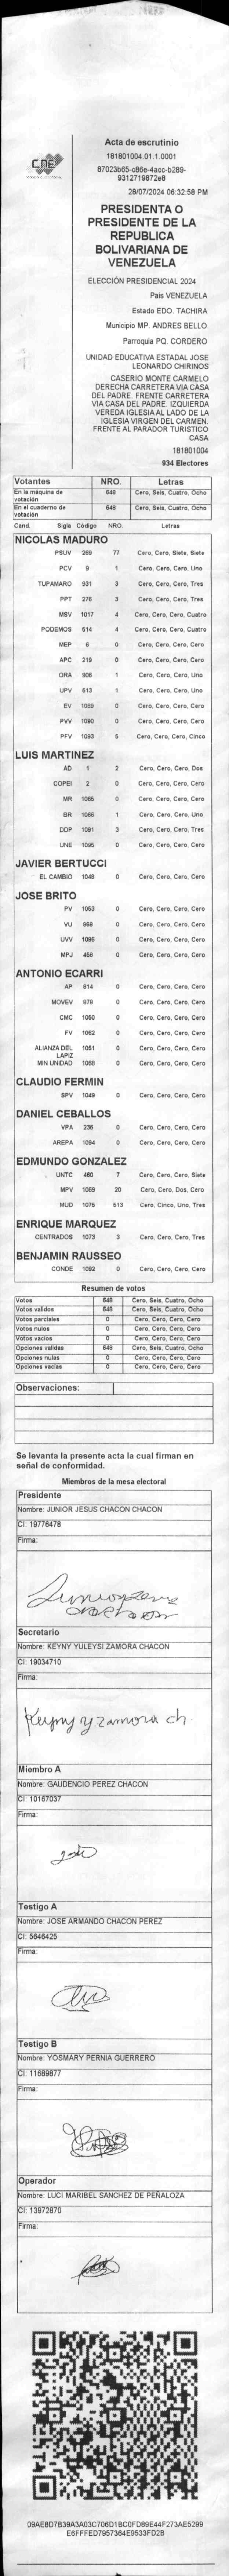 CNE
Acta de escrutinio
181801004.01.1.0001
87023b65-c86e-4acc-b289-
9312719872e8
28/07/2024 06:32:58 PM
PRESIDENTA O
PRESIDENTE DE LA
REPUBLICA
BOLIVARIANA DE
VENEZUELA
ELECCIÓN PRESIDENCIAL 2024
País VENEZUELA
Estado EDO. TACHIRA
Municipio MP. ANDRES BELLO
Parroquia PQ. CORDERO
UNIDAD EDUCATIVA ESTADAL JOSE
LEONARDO CHIRINOS
CASERIO MONTE CARMELO
DERECHA CARRETERA VIA CASA
DEL PADRE. FRENTE CARRETERA
VIA CASA DEL PADRE. IZQUIERDA
VEREDA IGLESIA AL LADO DE LA
IGLESIA VIRGEN DEL CARMEN.
FRENTE AL PARADOR TURISTICO
CASA
181801004
934 Electores
Votantes NRO. Letras
En la máquina de votación 648 Cero, Seis, Cuatro, Ocho
En el cuaderno de votación 648 Cero, Seis, Cuatro, Ocho
Cand. Sigla Código NRO. Letras
NICOLAS MADURO
PSUV 269 77 Cero, Cero, Siete, Siete
PCV 9 1 Cero, Cero, Cero, Uno
TUPAMARO 931 3 Cero, Cero, Cero, Tres
PPT 276 3 Cero, Cero, Cero, Tres
MSV 1017 4 Cero, Cero, Cero, Cuatro
PODEMOS 514 4 Cero, Cero, Cero, Cuatro
MEP 6 0 Cero, Cero, Cero, Cero
APC 219 0 Cero, Cero, Cero, Cero
ORA 906 1 Cero, Cero, Cero, Uno
UPV 513 1 Cero, Cero, Cero, Uno
EV 1089 0 Cero, Cero, Cero, Cero
PVV 1090 0 Cero, Cero, Cero, Cero
PFV 1093 5 Cero, Cero, Cero, Cinco
LUIS MARTINEZ
AD 1 2 Cero, Cero, Cero, Dos
COPEI 2 0 Cero, Cero, Cero, Cero
MR 1065 0 Cero, Cero, Cero, Cero
BR 1066 1 Cero, Cero, Cero, Uno
DDP 1091 3 Cero, Cero, Cero, Tres
UNE 1095 0 Cero, Cero, Cero, Cero
JAVIER BERTUCCI
EL CAMBIO 1048 0 Cero, Cero, Cero, Cero
JOSE BRITO
PV 1053 0 Cero, Cero, Cero, Cero
VU 868 0 Cero, Cero, Cero, Cero
UVV 1096 0 Cero, Cero, Cero, Cero
MPJ 458 0 Cero, Cero, Cero, Cero
ANTONIO ECARRI
AP 814 0 Cero, Cero, Cero, Cero
MOVEV 878 0 Cero, Cero, Cero, Cero
CMC 1050 0 Cero, Cero, Cero, Cero
FV 1062 0 Cero, Cero, Cero, Cero
ALIANZA DEL LAPIZ 1051 0 Cero, Cero, Cero, Cero
MIN UNIDAD 1068 0 Cero, Cero, Cero, Cero
CLAUDIO FERMIN
SPV 1049 0 Cero, Cero, Cero, Cero
DANIEL CEBALLOS
VPA 336 0 Cero, Cero, Cero, Cero
AREPA 1094 0 Cero, Cero, Cero, Cero
EDMUNDO GONZALEZ
UNTC 460 7 Cero, Cero, Cero, Siete
MPV 1069 20 Cero, Cero, Dos, Cero
MUD 1075 513 Cero, Cinco, Uno, Tres
ENRIQUE MARQUEZ
CENTRADOS 1073 3 Cero, Cero, Cero, Tres
BENJAMIN RAUSSEO
CONDE 1092 0 Cero, Cero, Cero, Cero
Resumen de votos
Votos 648 Cero, Seis, Cuatro, Ocho
Votos validos 648 Cero, Seis, Cuatro, Ocho
Votos parciales 0 Cero, Cero, Cero, Cero
Votos nulos 0 Cero, Cero, Cero, Cero
Votos vacios 0 Cero, Cero, Cero, Cero
Opciones validas 648 Cero, Seis, Cuatro, Ocho
Opciones nulas 0 Cero, Cero, Cero, Cero
Opciones vacias 0 Cero, Cero, Cero, Cero
Observaciones:
Se levanta la presente acta la cual firman en
señal de conformidad.
Miembros de la mesa electoral
Presidente
Nombre: JUNIOR JESUS CHACON CHACON
CI: 19776478
Firma:
Secretario
Nombre: KEYNY YULEYSI ZAMORA CHACON
CI: 19034710
Firma:
Keyny y zamora ch.
Miembro A
Nombre: GAUDENCIO PEREZ CHACON
CI: 10167037
Firma:
Testigo A
Nombre: JOSE ARMANDO CHACON PEREZ
CI: 5646425
Firma:
Testigo B
Nombre: YOSMARY PERNIA GUERRERO
CI: 11689877
Firma:
Operador
Nombre: LUCI MARIBEL SANCHEZ DE PEÑALOZA
CI: 13972870
Firma:
09AE8D7B39A3A03C706D1BC0FD89E44F273AE5299
E6FFFED7957364E9533FD2B